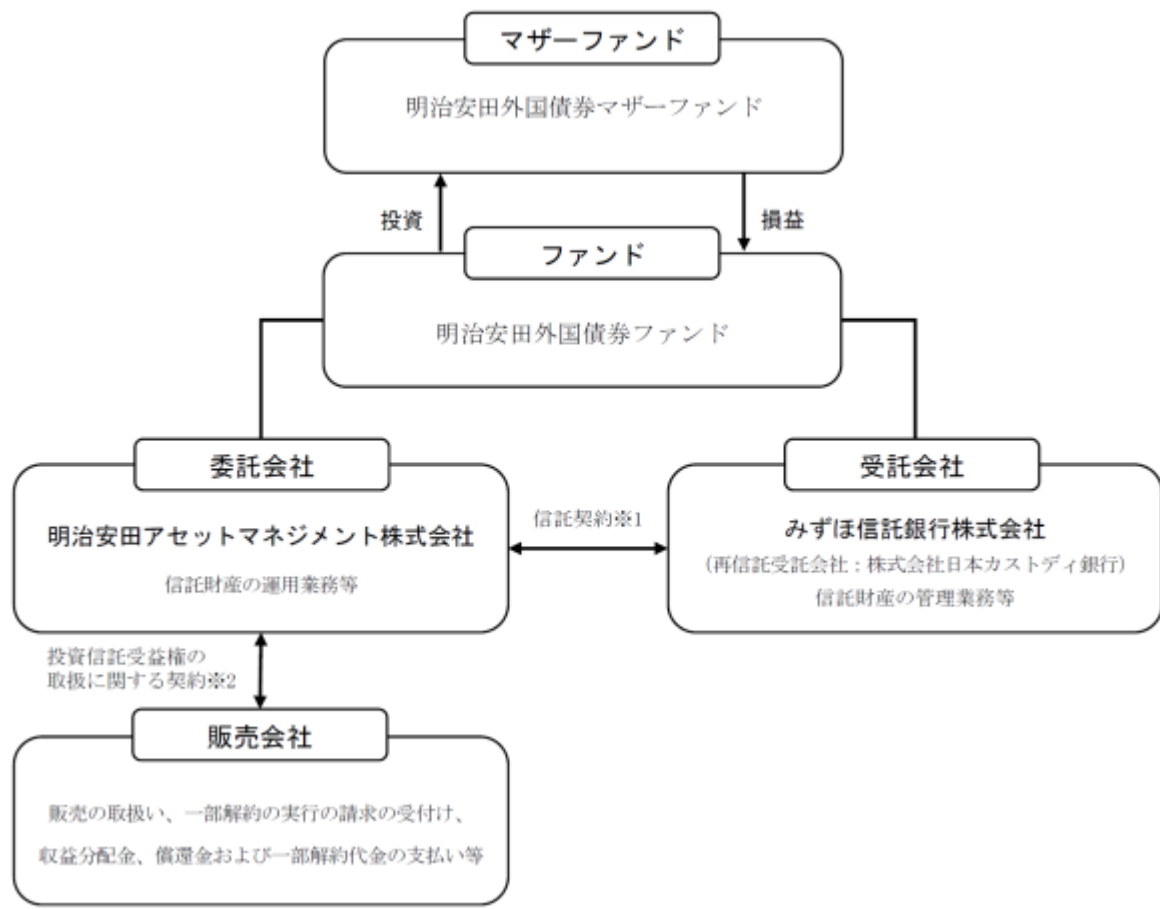 マザーファンド
明治安田外国債券マザーファンド
投資
損益
ファンド
明治安田外国債券ファンド
委託会社
明治安田アセットマネジメント株式会社
信託財産の運用業務等
信託契約※1
受託会社
みずほ信託銀行株式会社
(再信託受託会社：株式会社日本カストディ銀行)
信託財産の管理業務等
投資信託受益権の
取扱に関する契約※2
販売会社
販売の取扱い、一部解約の実行の請求の受付け、
収益分配金、償還金および一部解約代金の支払い等